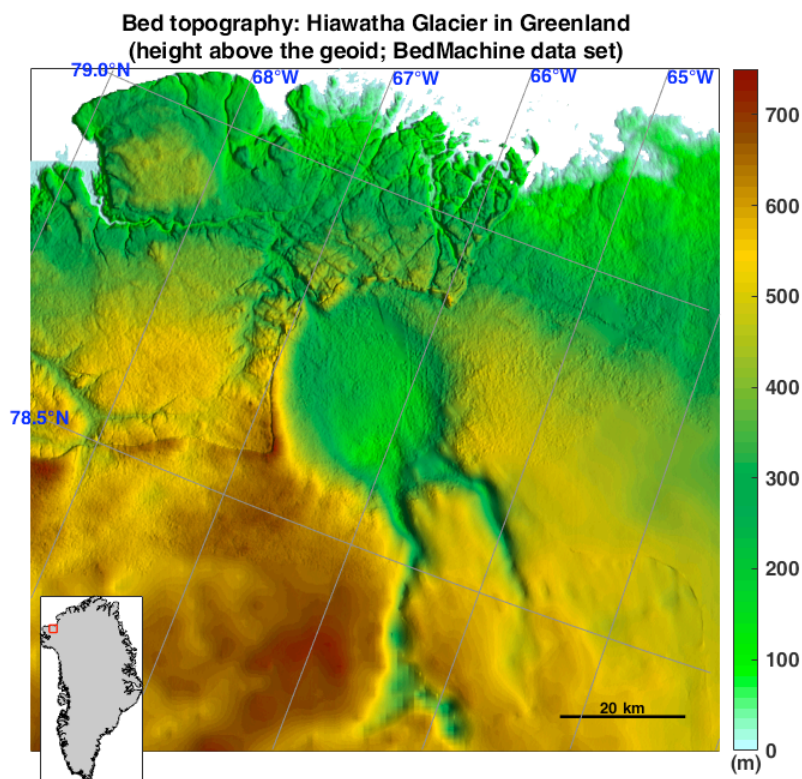 Bed topography: Hiawatha Glacier in Greenland
(height above the geoid; BedMachine data set)
79.0°N
68°W
67°W
66°W
65°W
78.5°N
700
600
500
400
300
200
100
0
(m)
20 km